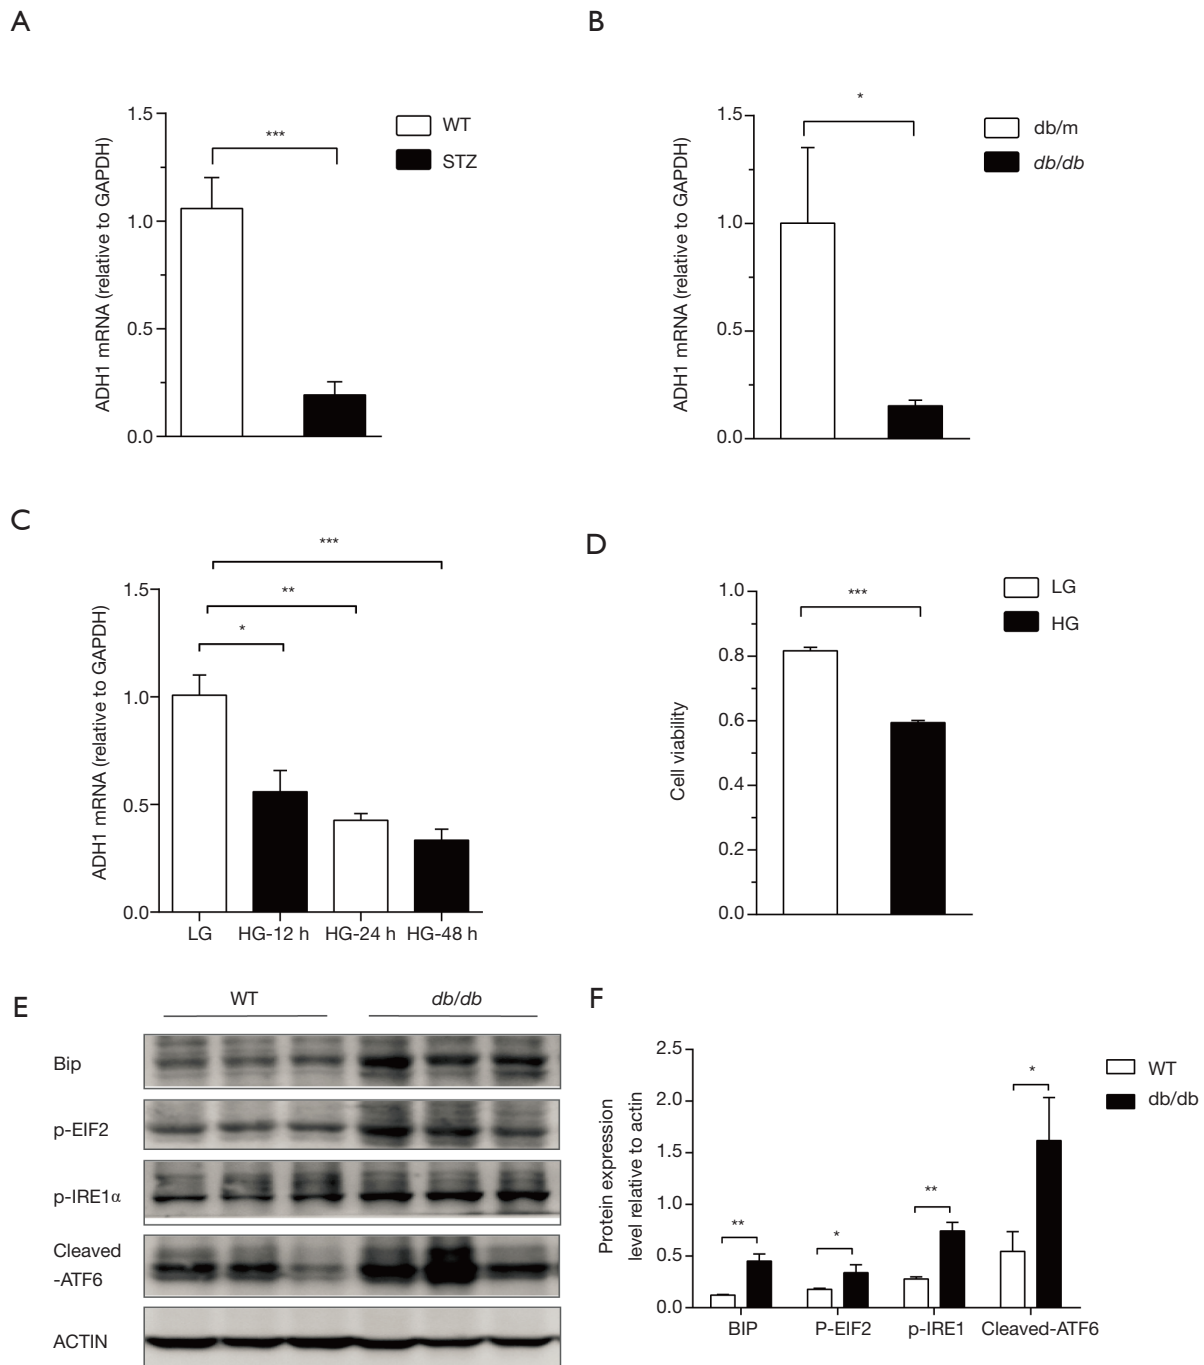 A
ADH1 mRNA (relative to GAPDH)
1.5
1.0
0.5
0.0
***
WT
STZ
B
ADH1 mRNA (relative to GAPDH)
1.5
1.0
0.5
0.0
*
db/m
db/db
C
ADH1 mRNA (relative to GAPDH)
1.5
1.0
0.5
0.0
***
**
*
LG HG-12 h HG-24 h HG-48 h
D
Cell viability
1.0
0.8
0.6
0.4
0.2
0.0
***
LG
HG
E
WT db/db
Bip
p-EIF2
p-IRE1α
Cleaved
-ATF6
ACTIN
F
Protein expression
level relative to actin
2.5
2.0
1.5
1.0
0.5
0.0
**
*
**
*
BIP P-EIF2 p-IRE1 Cleaved-ATF6
WT
db/db